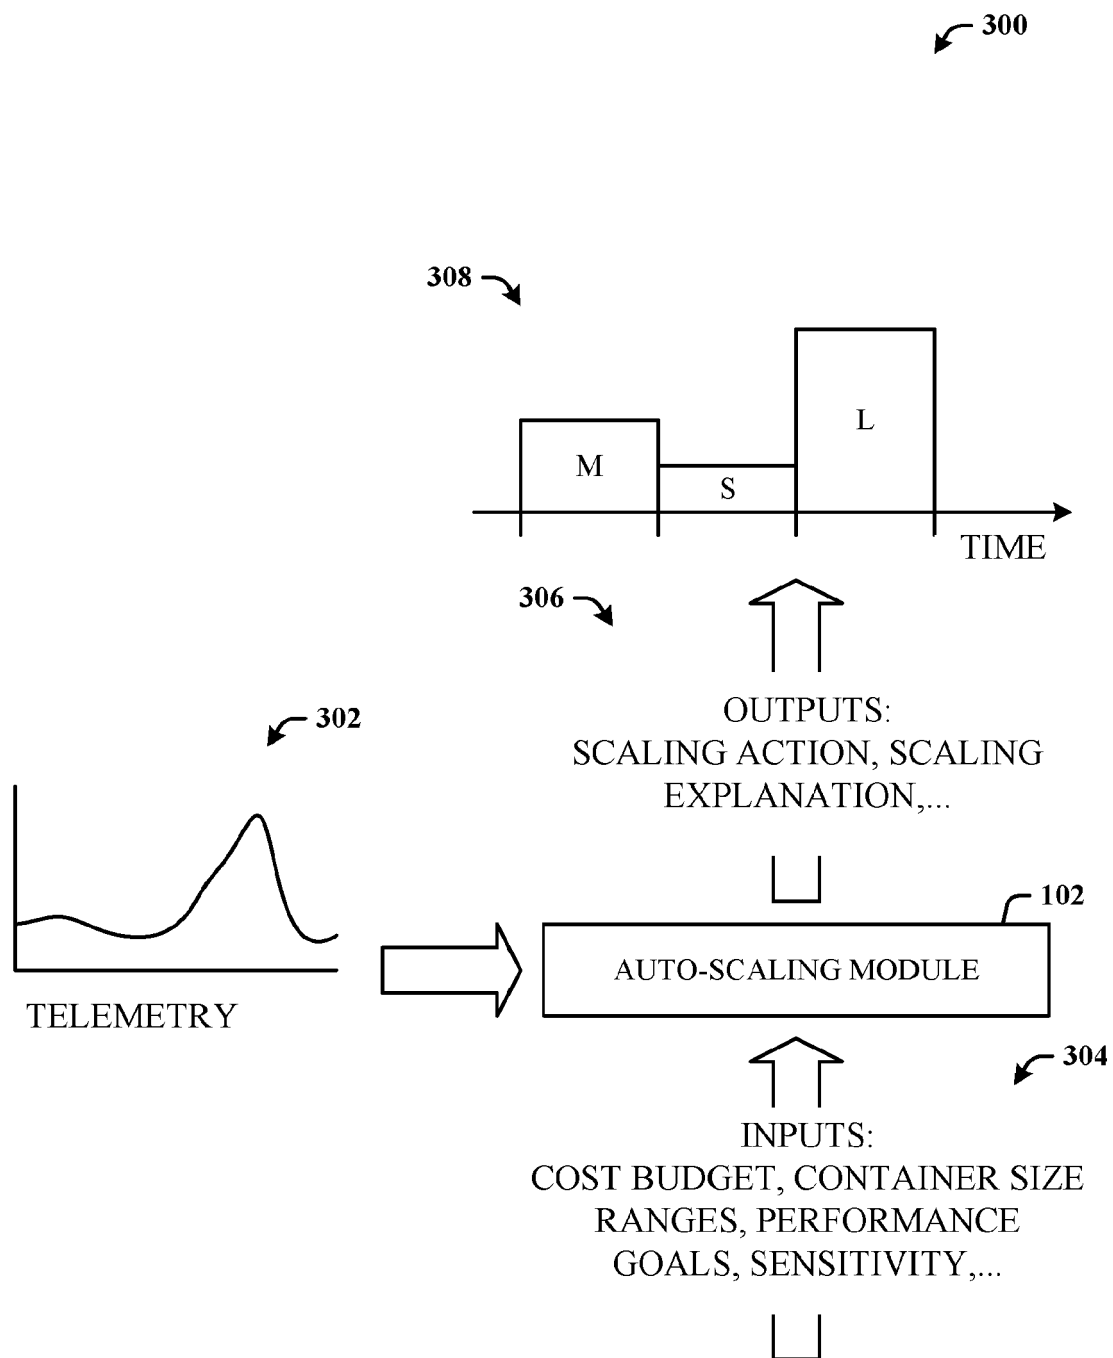 300
308
L
M
S
TIME
306
OUTPUTS:
SCALING ACTION, SCALING
EXPLANATION,...
302
TELEMETRY
102
AUTO-SCALING MODULE
304
INPUTS:
COST BUDGET, CONTAINER SIZE
RANGES, PERFORMANCE
GOALS, SENSITIVITY,...